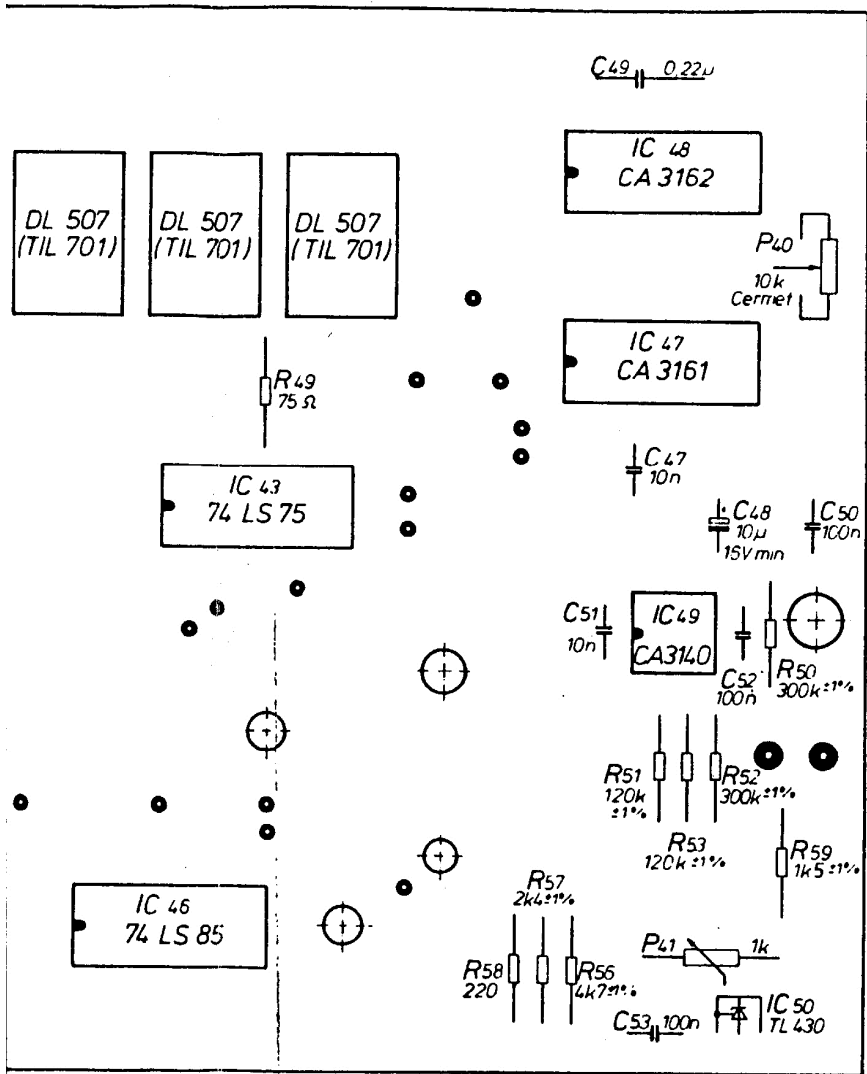 C49 0,22µ
IC 48
CA 3162
DL 507
(TIL 701)
DL 507
(TIL 701)
DL 507
(TIL 701)
P40
10k
Cermet
IC 47
CA 3161
R49
75 Ω
C47
10n
IC 43
74 LS 75
C48
10µ
16V min
C50
100n
C51
10n
IC49
CA3140
C52
100n
R50
300k ±1%
R51
120k
±1%
R52
300k ±1%
R53
120k ±1%
R59
1k5 ±1%
R57
2k4 ±1%
IC 46
74 LS 85
R58
220
R56
4k7 ±1%
P41 1k
C53 100n
IC 50
TL 430